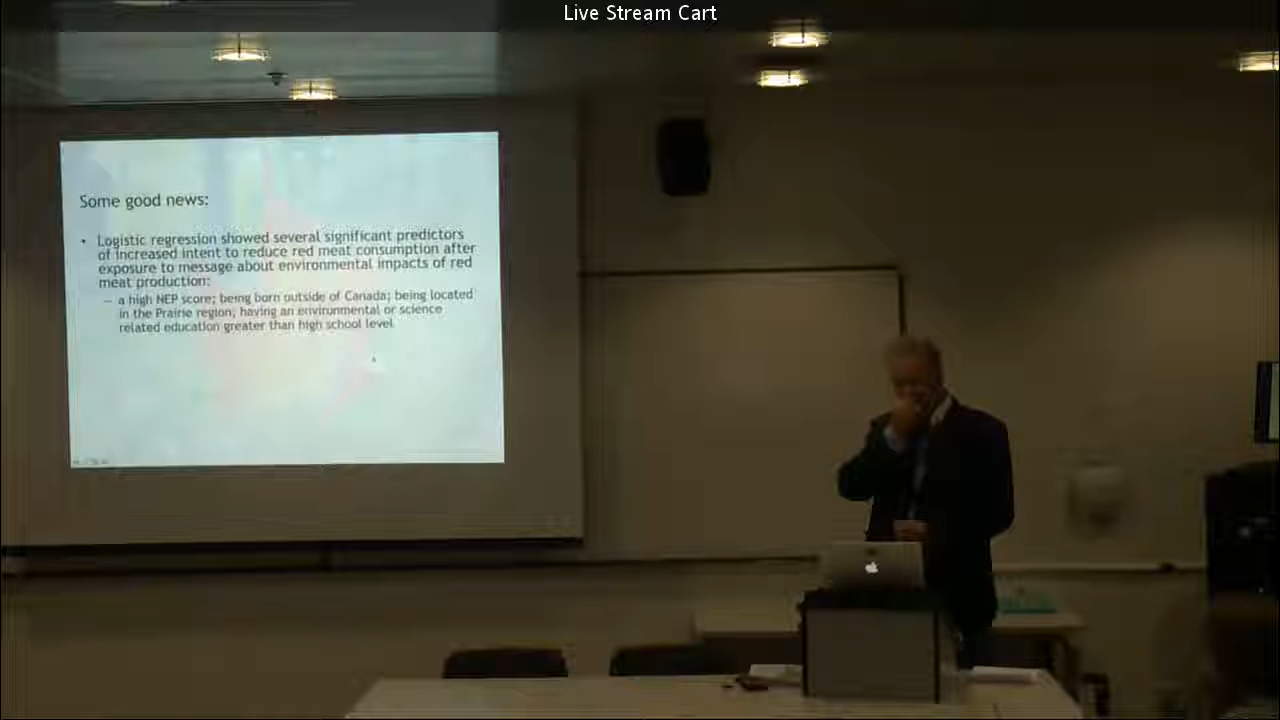 Live Stream Cart
Some good news:
• Logistic regression showed several significant predictors
of increased intent to reduce red meat consumption after
exposure to message about environmental impacts of red
meat production:
– a high NEP score; being born outside of Canada; being located
in the Prairie region; having an environmental or science
related education greater than high school level